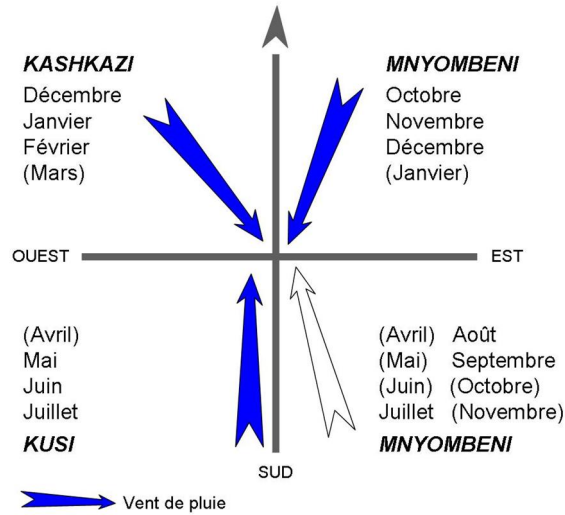 KASHKAZI
Décembre
Janvier
Février
(Mars)
MNYOMBENI
Octobre
Novembre
Décembre
(Janvier)
OUEST
EST
(Avril)
Mai
Juin
Juillet
KUSI
(Avril) Août
(Mai) Septembre
(Juin) (Octobre)
Juillet (Novembre)
MNYOMBENI
SUD
Vent de pluie